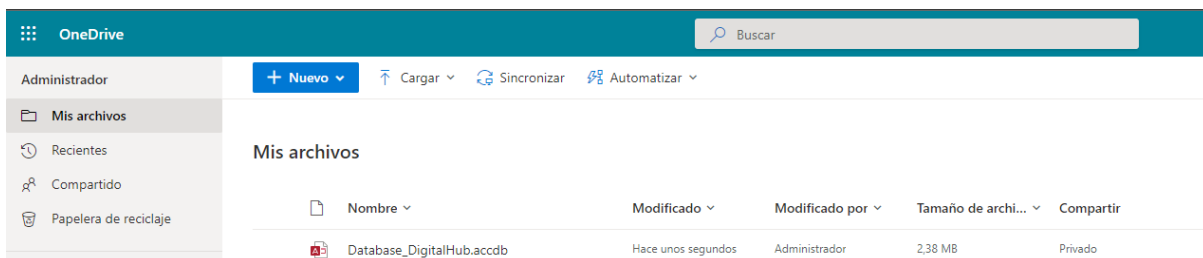 OneDrive
Buscar
Administrador
Nuevo
Cargar
Sincronizar
Automatizar
Mis archivos
Recientes
Compartido
Papelera de reciclaje
Mis archivos
Nombre Modificado Modificado por Tamaño de archi... Compartir
Database_DigitalHub.accdb Hace unos segundos Administrador 2,38 MB Privado